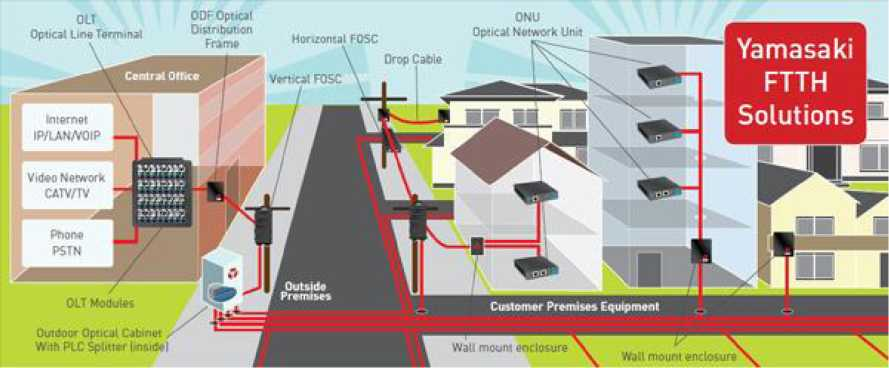 OLT
Optical Line Terminal
ODF Optical
Distribution
Frame
Horizontal FOSC
Vertical FOSC
Drop Cable
ONU
Optical Network Unit
Yamasaki
FTTH
Solutions
Central Office
Internet
IP/LAN/VOIP
Video Network
CATV/TV
Phone
PSTN
OLT Modules
Outdoor Optical Cabinet
With PLC Splitter (inside)
Outside
Premises
Customer Premises Equipment
Wall mount enclosure
Wall mount enclosure